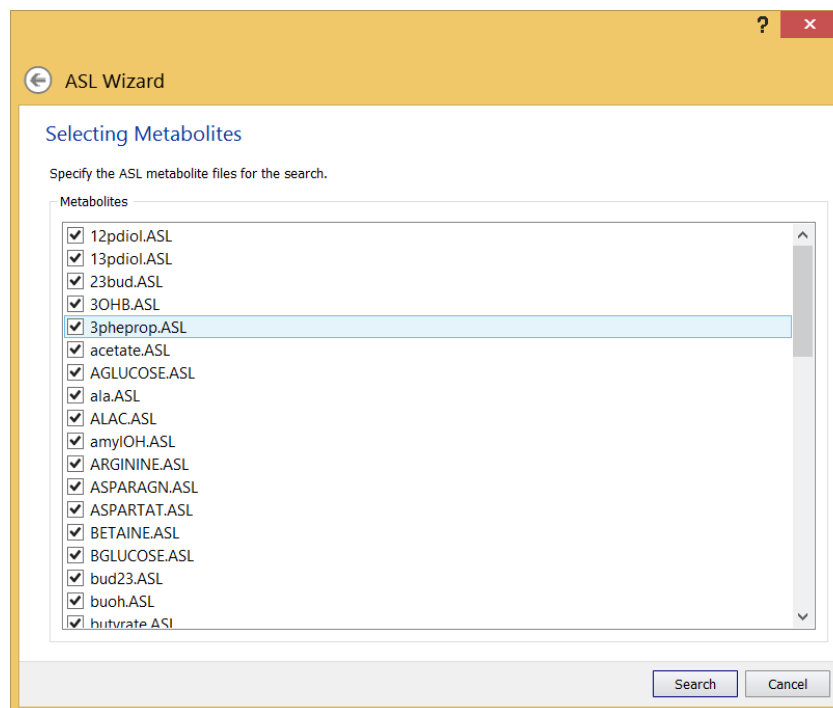 ?
ASL Wizard
Selecting Metabolites
Specify the ASL metabolite files for the search.
Metabolites
12pdiol.ASL
13pdiol.ASL
23bud.ASL
3OHB.ASL
3pheprop.ASL
acetate.ASL
AGLUCOSE.ASL
ala.ASL
ALAC.ASL
amylOH.ASL
ARGININE.ASL
ASPARAGN.ASL
ASPARTAT.ASL
BETAINE.ASL
BGLUCOSE.ASL
bud23.ASL
buoh.ASL
butyrate.ASL
Search Cancel